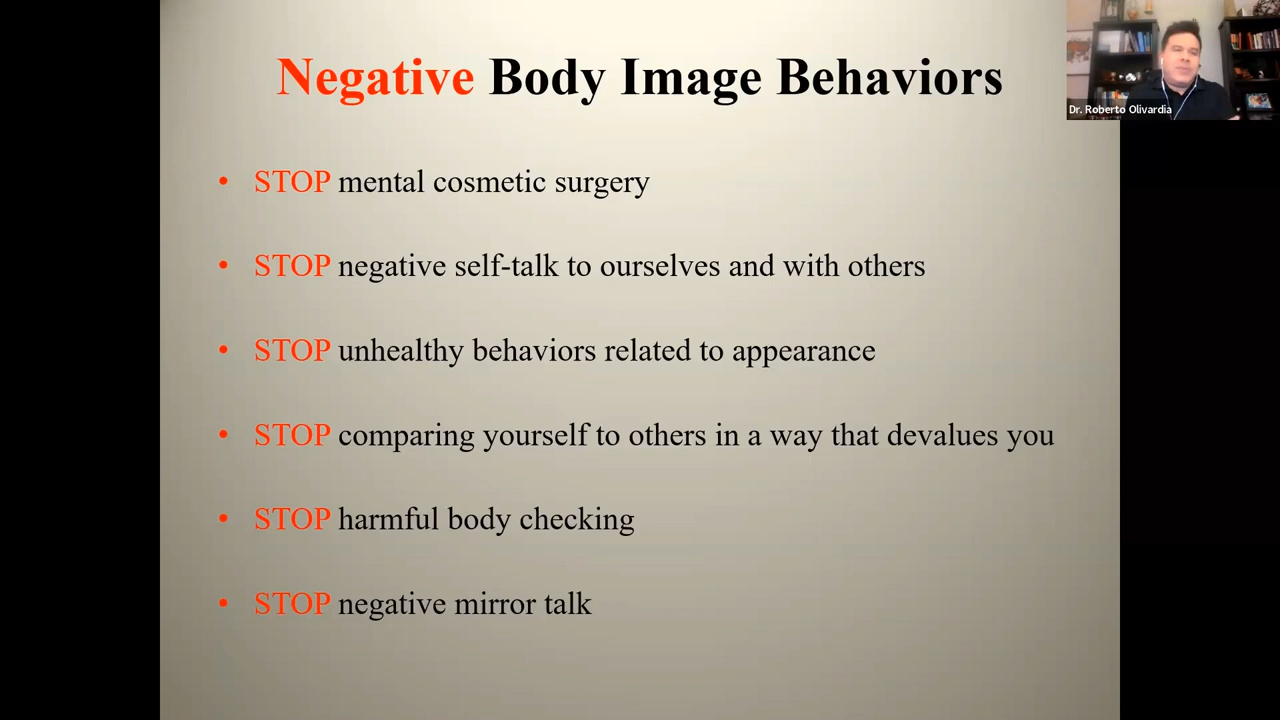 Negative Body Image Behaviors
Dr. Roberto Olivardia
• STOP mental cosmetic surgery
• STOP negative self-talk to ourselves and with others
• STOP unhealthy behaviors related to appearance
• STOP comparing yourself to others in a way that devalues you
• STOP harmful body checking
• STOP negative mirror talk